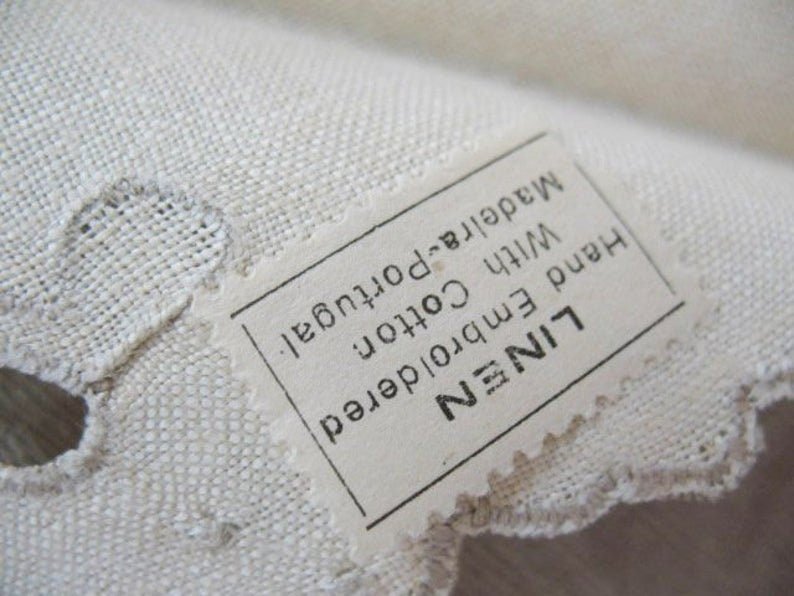 LINEN
Hand Embroidered
With Cotton
Madeira-Portugal